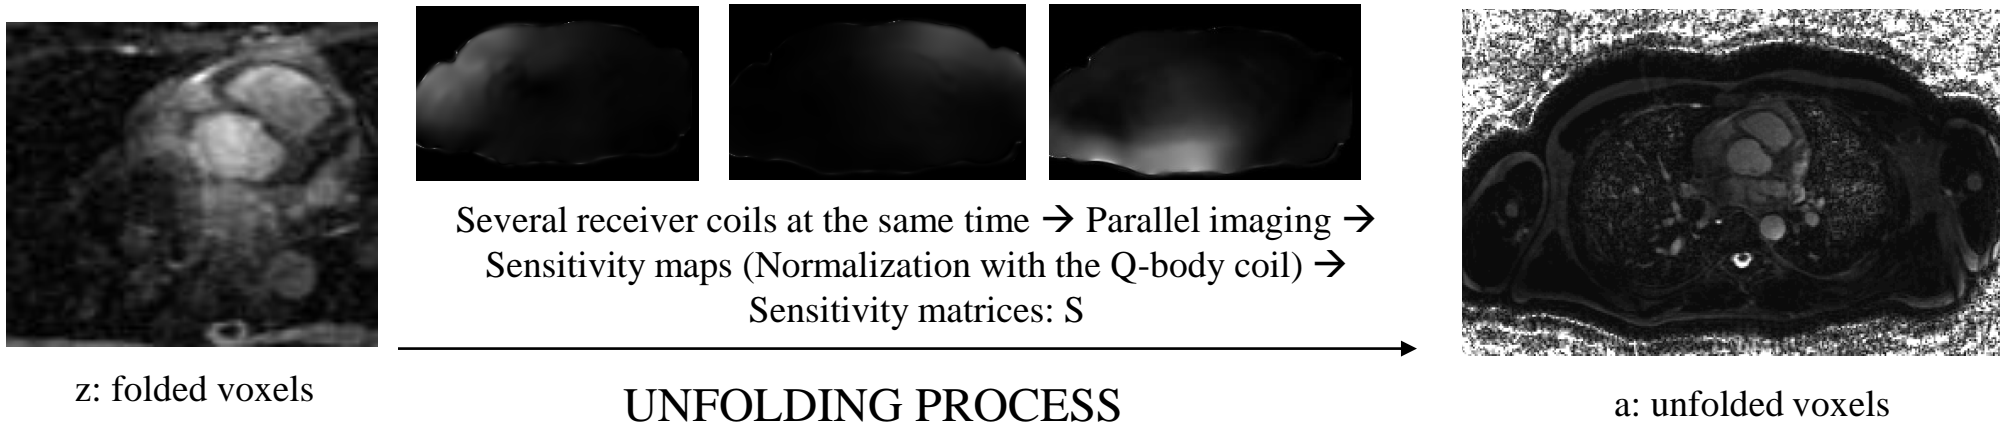 Several receiver coils at the same time → Parallel imaging →
Sensitivity maps (Normalization with the Q-body coil) →
Sensitivity matrices: S
z: folded voxels
UNFOLDING PROCESS
a: unfolded voxels